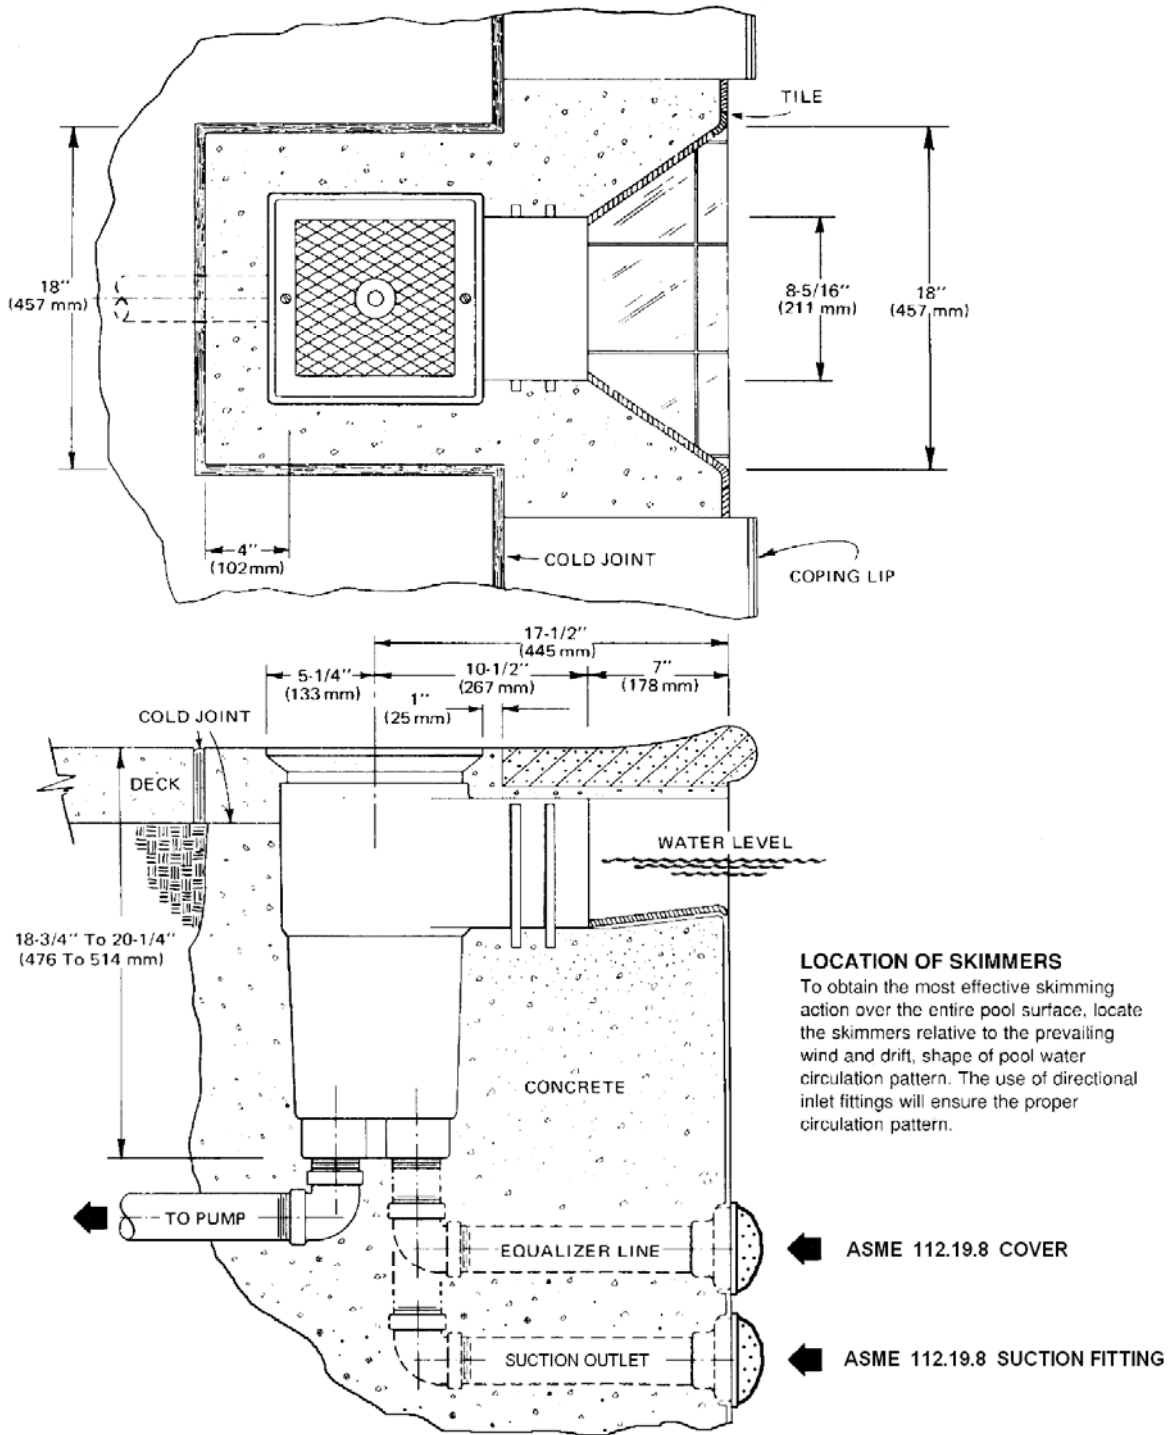 TILE
18''
(457 mm)
8-5/16''
(211 mm)
18''
(457 mm)
4''
(102mm)
COLD JOINT
COPING LIP
17-1/2''
(445 mm)
5-1/4''
(133 mm)
10-1/2''
(267 mm)
7''
(178 mm)
1''
(25 mm)
COLD JOINT
DECK
WATER LEVEL
18-3/4'' To 20-1/4''
(476 To 514 mm)
LOCATION OF SKIMMERS
To obtain the most effective skimming
action over the entire pool surface, locate
the skimmers relative to the prevailing
wind and drift, shape of pool water
circulation pattern. The use of directional
inlet fittings will ensure the proper
circulation pattern.
CONCRETE
TO PUMP
EQUALIZER LINE
ASME 112.19.8 COVER
SUCTION OUTLET
ASME 112.19.8 SUCTION FITTING